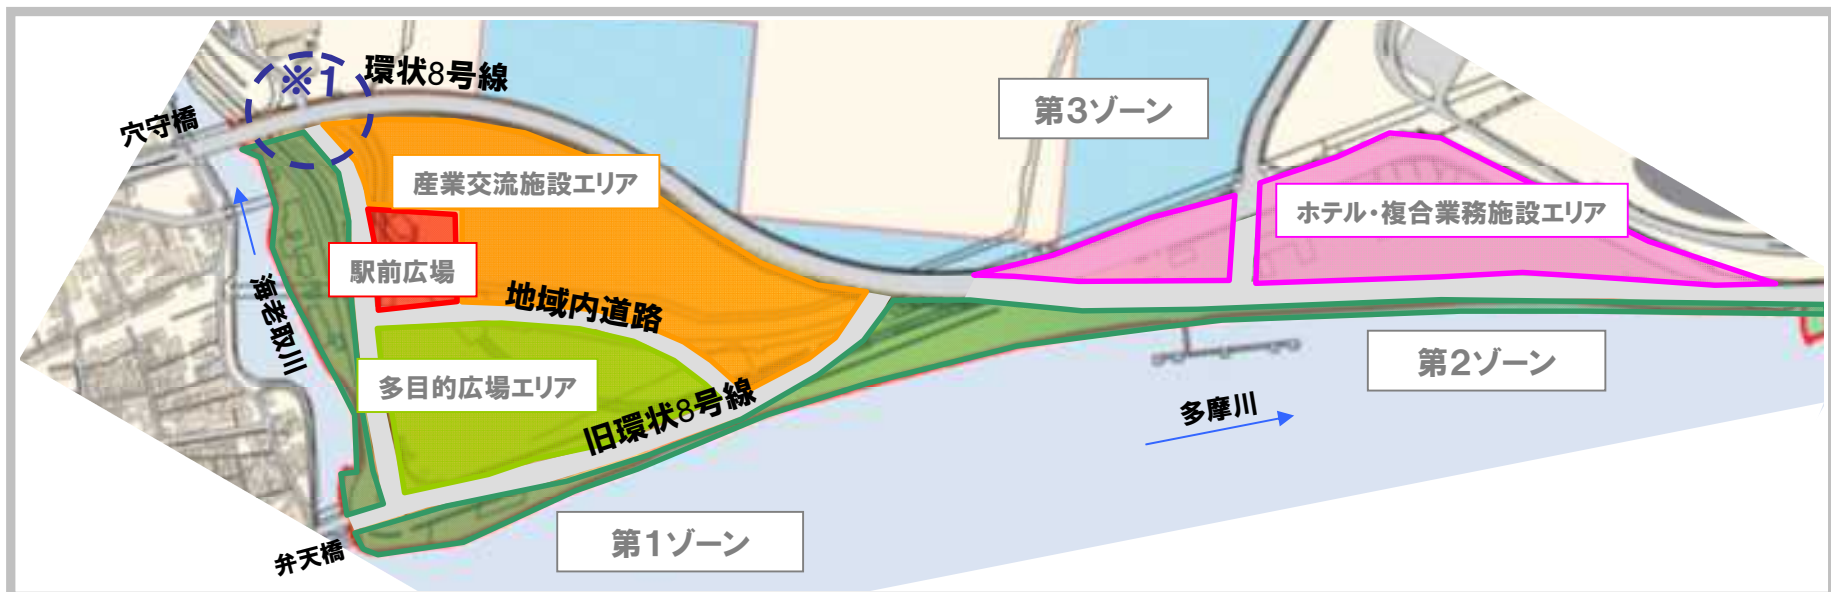 ※1
環状8号線
穴守橋
第3ゾーン
産業交流施設エリア
ホテル・複合業務施設エリア
駅前広場
海老取川
地域内道路
多目的広場エリア
旧環状8号線
第2ゾーン
多摩川
第1ゾーン
弁天橋